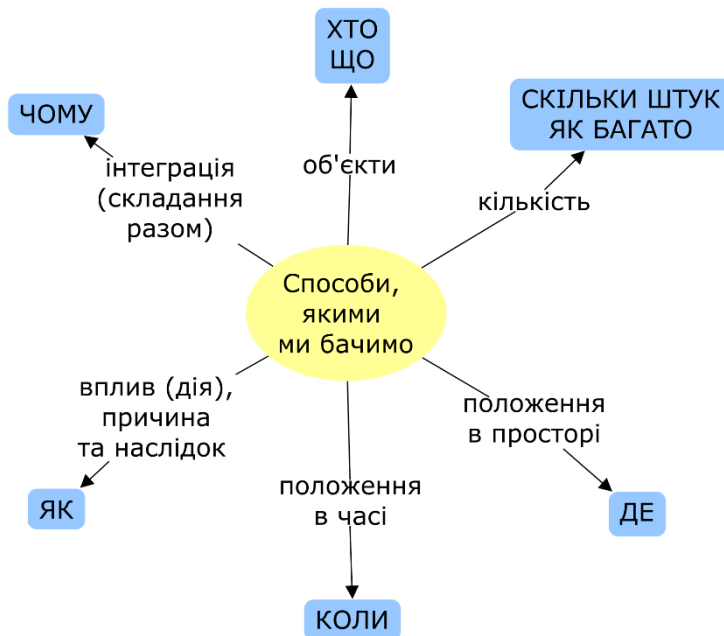 ХТО
ЩО
ЧОМУ
СКІЛЬКИ ШТУК
ЯК БАГАТО
інтеграція
(складання
разом)
об'єкти
кількість
Способи,
якими
ми бачимо
вплив (дія),
причина
та наслідок
положення
в просторі
положення
в часі
ЯК
ДЕ
КОЛИ